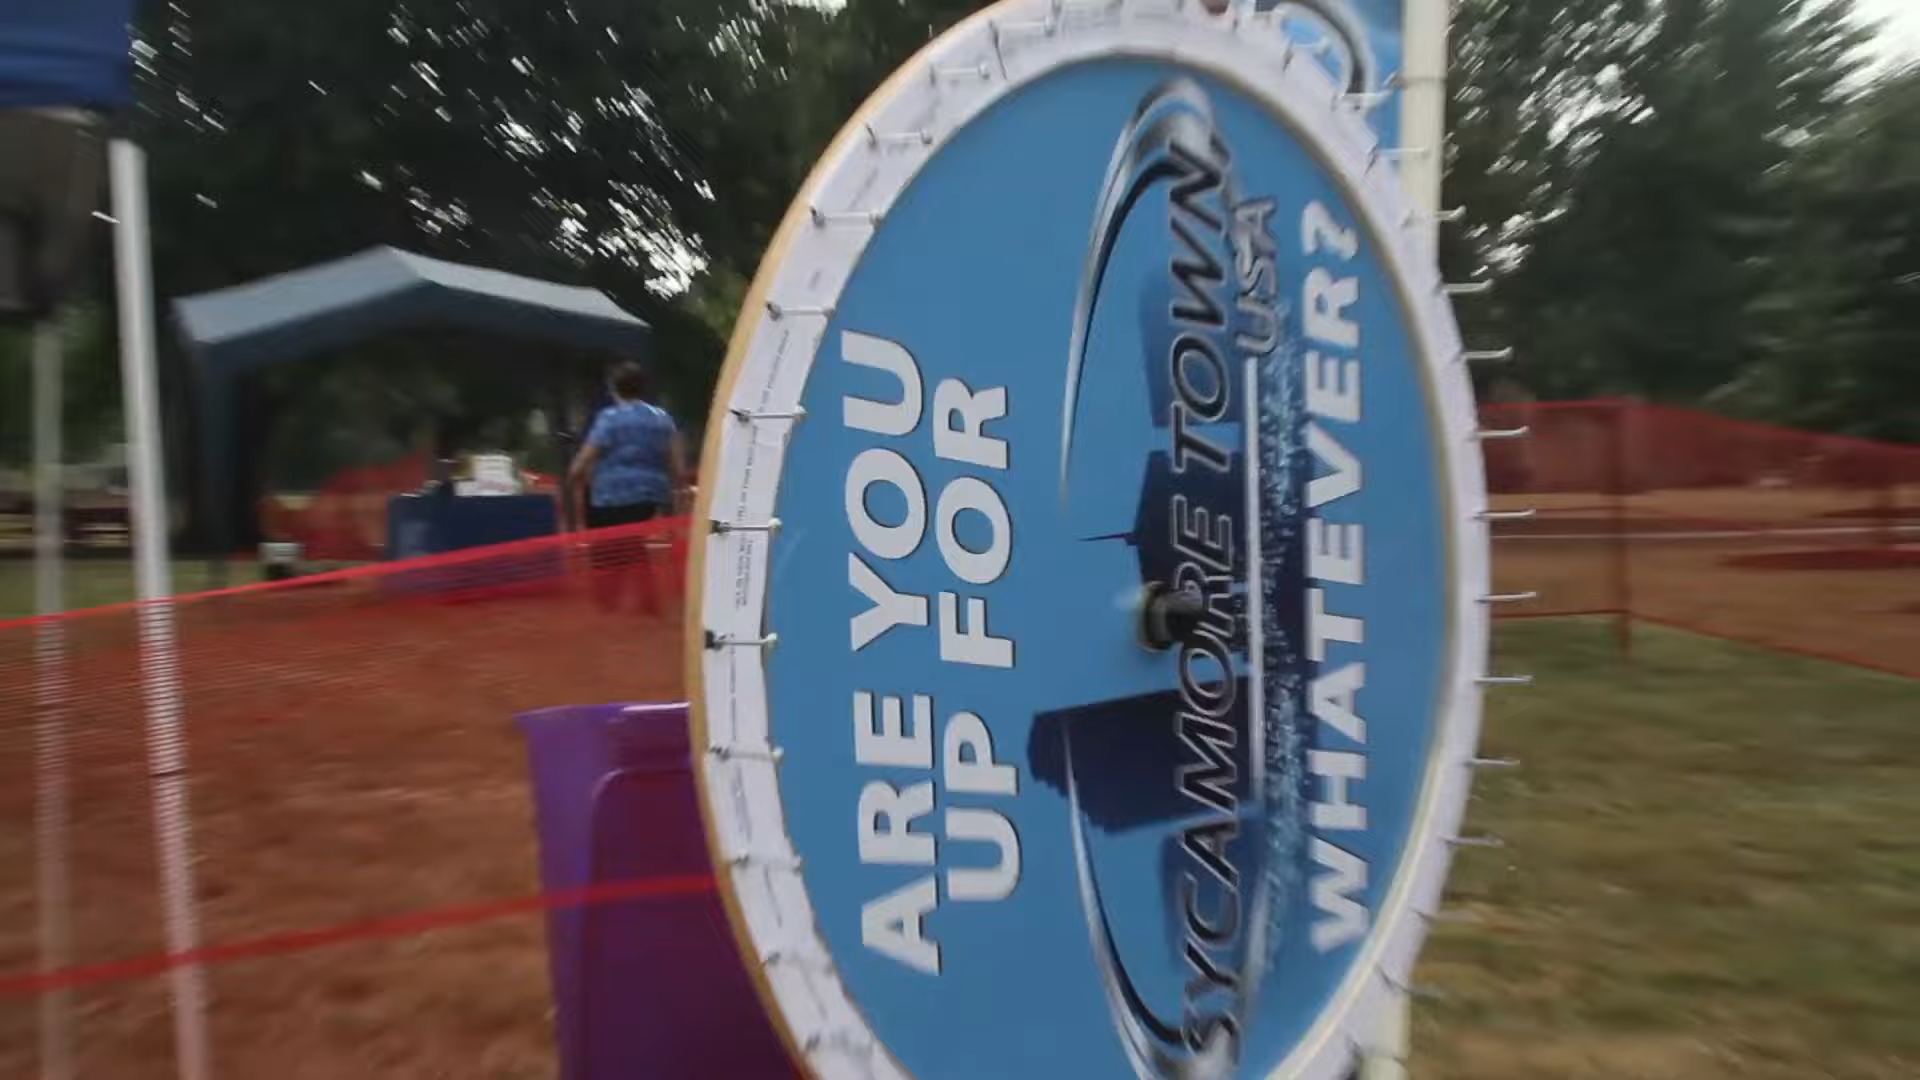 ARE YOU
UP FOR
SYCAMORE TOWN
USA
WHATEVER?